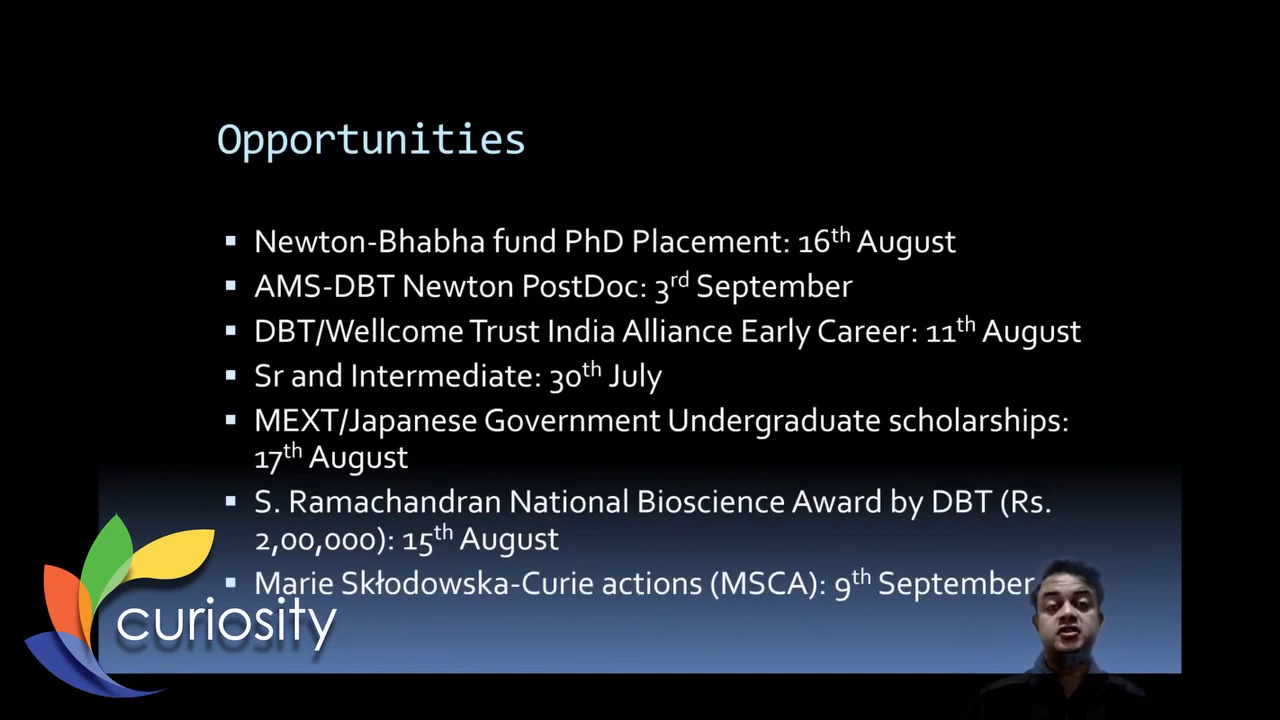 Opportunities
Newton-Bhabha fund PhD Placement: 16th August
AMS-DBT Newton PostDoc: 3rd September
DBT/Wellcome Trust India Alliance Early Career: 11th August
Sr and Intermediate: 30th July
MEXT/Japanese Government Undergraduate scholarships:
17th August
S. Ramachandran National Bioscience Award by DBT (Rs.
2,00,000): 15th August
Marie Skłodowska-Curie actions (MSCA): 9th September
curiosity